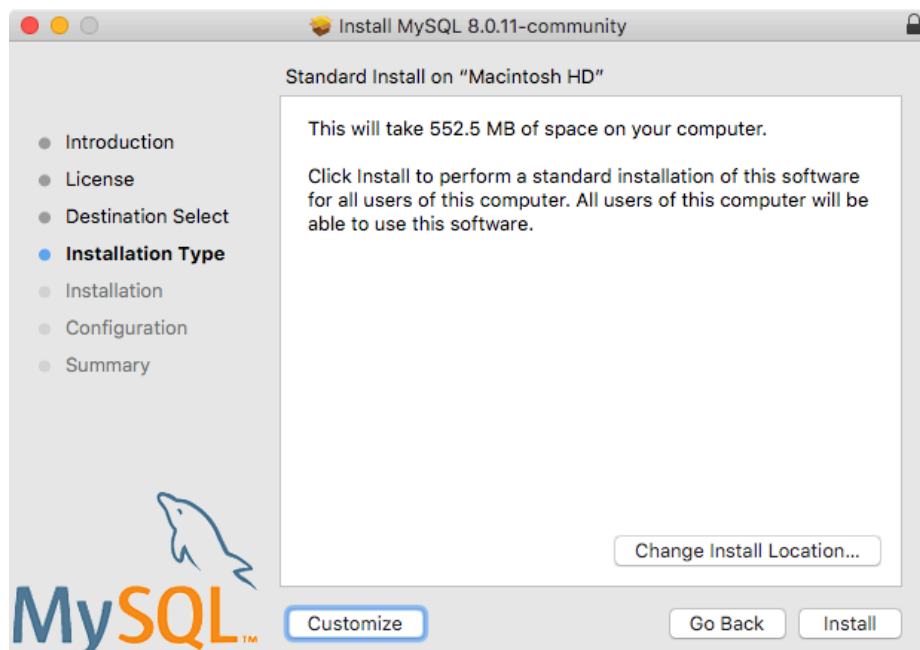 Install MySQL 8.0.11-community
Standard Install on “Macintosh HD”
Introduction
License
Destination Select
Installation Type
Installation
Configuration
Summary
This will take 552.5 MB of space on your computer.
Click Install to perform a standard installation of this software
for all users of this computer. All users of this computer will be
able to use this software.
Change Install Location...
MySQL™
Customize
Go Back
Install